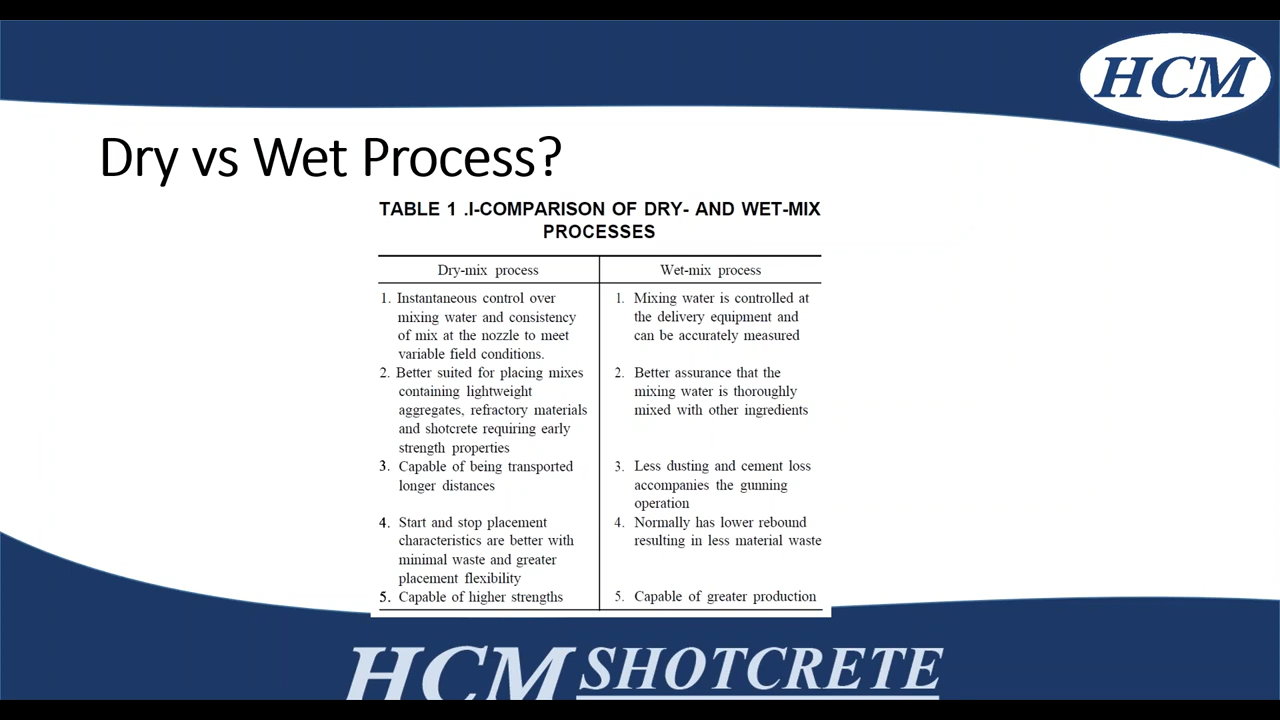 HCM
Dry vs Wet Process?
TABLE 1 .I-COMPARISON OF DRY- AND WET-MIX
PROCESSES
Dry-mix process
1. Instantaneous control over
mixing water and consistency
of mix at the nozzle to meet
variable field conditions.
2. Better suited for placing mixes
containing lightweight
aggregates, refractory materials
and shotcrete requiring early
strength properties
3. Capable of being transported
longer distances
4. Start and stop placement
characteristics are better with
minimal waste and greater
placement flexibility
5. Capable of higher strengths
Wet-mix process
1. Mixing water is controlled at
the delivery equipment and
can be accurately measured
2. Better assurance that the
mixing water is thoroughly
mixed with other ingredients
3. Less dusting and cement loss
accompanies the gunning
operation
4. Normally has lower rebound
resulting in less material waste
5. Capable of greater production
HCM SHOTCRETE